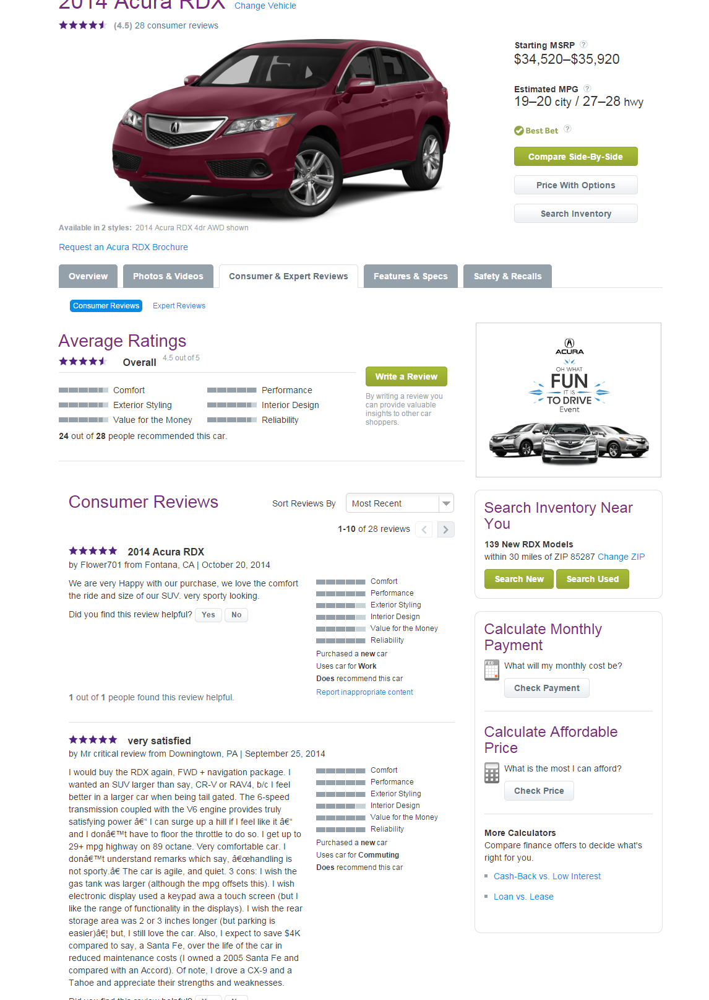 2014 Acura RDX Change Vehicle
(4.5) 28 consumer reviews
Starting MSRP ?
$34,520–$35,920
Estimated MPG ?
19–20 city / 27–28 hwy
Best Bet ?
Compare Side-By-Side
Price With Options
Search Inventory
Available in 2 styles: 2014 Acura RDX 4dr AWD shown
Request an Acura RDX Brochure
Overview Photos & Videos Consumer & Expert Reviews Features & Specs Safety & Recalls
Consumer Reviews Expert Reviews
Average Ratings
Overall 4.5 out of 5
Comfort Performance
Exterior Styling Interior Design
Value for the Money Reliability
24 out of 28 people recommended this car.
Write a Review
By writing a review you
can provide valuable
insights to other car
shoppers.
ACURA
OH WHAT
FUN
IT IS
TO DRIVE
Event
Consumer Reviews
Sort Reviews By Most Recent
1-10 of 28 reviews
2014 Acura RDX
by Flower701 from Fontana, CA | October 20, 2014
We are very Happy with our purchase, we love the comfort
the ride and size of our SUV. very sporty looking.
Did you find this review helpful? Yes No
Comfort
Performance
Exterior Styling
Interior Design
Value for the Money
Reliability
Purchased a new car
Uses car for Work
Does recommend this car
Report inappropriate content
1 out of 1 people found this review helpful.
very satisfied
by Mr critical review from Downingtown, PA | September 25, 2014
I would buy the RDX again, FWD + navigation package. I
wanted an SUV larger than say, CR-V or RAV4, b/c I feel
better in a larger car when being tail gated. The 6-speed
transmission coupled with the V6 engine provides truly
satisfying power â€“ I can surge up a hill if I feel like it â€“
and I donâ€™t have to floor the throttle to do so. I get up to
29+ mpg highway on 89 octane. Very comfortable car. I
donâ€™t understand remarks which say, â€œhandling is
not sporty.â€ The car is agile, and quiet. 3 cons: I wish the
gas tank was larger (although the mpg offsets this). I wish
electronic display used a keypad awa a touch screen (but I
like the range of functionality in the displays). I wish the rear
storage area was 2 or 3 inches longer (but parking is
easier)â€¦ but, I still love the car. Also, I expect to save $4K
compared to say, a Santa Fe, over the life of the car in
reduced maintenance costs (I owned a 2005 Santa Fe and
compared with an Accord). Of note, I drove a CX-9 and a
Tahoe and appreciate their strengths and weaknesses.
Did you find this review helpful? Yes No
Comfort
Performance
Exterior Styling
Interior Design
Value for the Money
Reliability
Purchased a new car
Uses car for Commuting
Does recommend this car
Search Inventory Near
You
139 New RDX Models
within 30 miles of ZIP 85287 Change ZIP
Search New Search Used
Calculate Monthly
Payment
FEB
What will my monthly cost be?
Check Payment
Calculate Affordable
Price
What is the most I can afford?
Check Price
More Calculators
Compare finance offers to decide what's
right for you.
Cash-Back vs. Low Interest
Loan vs. Lease